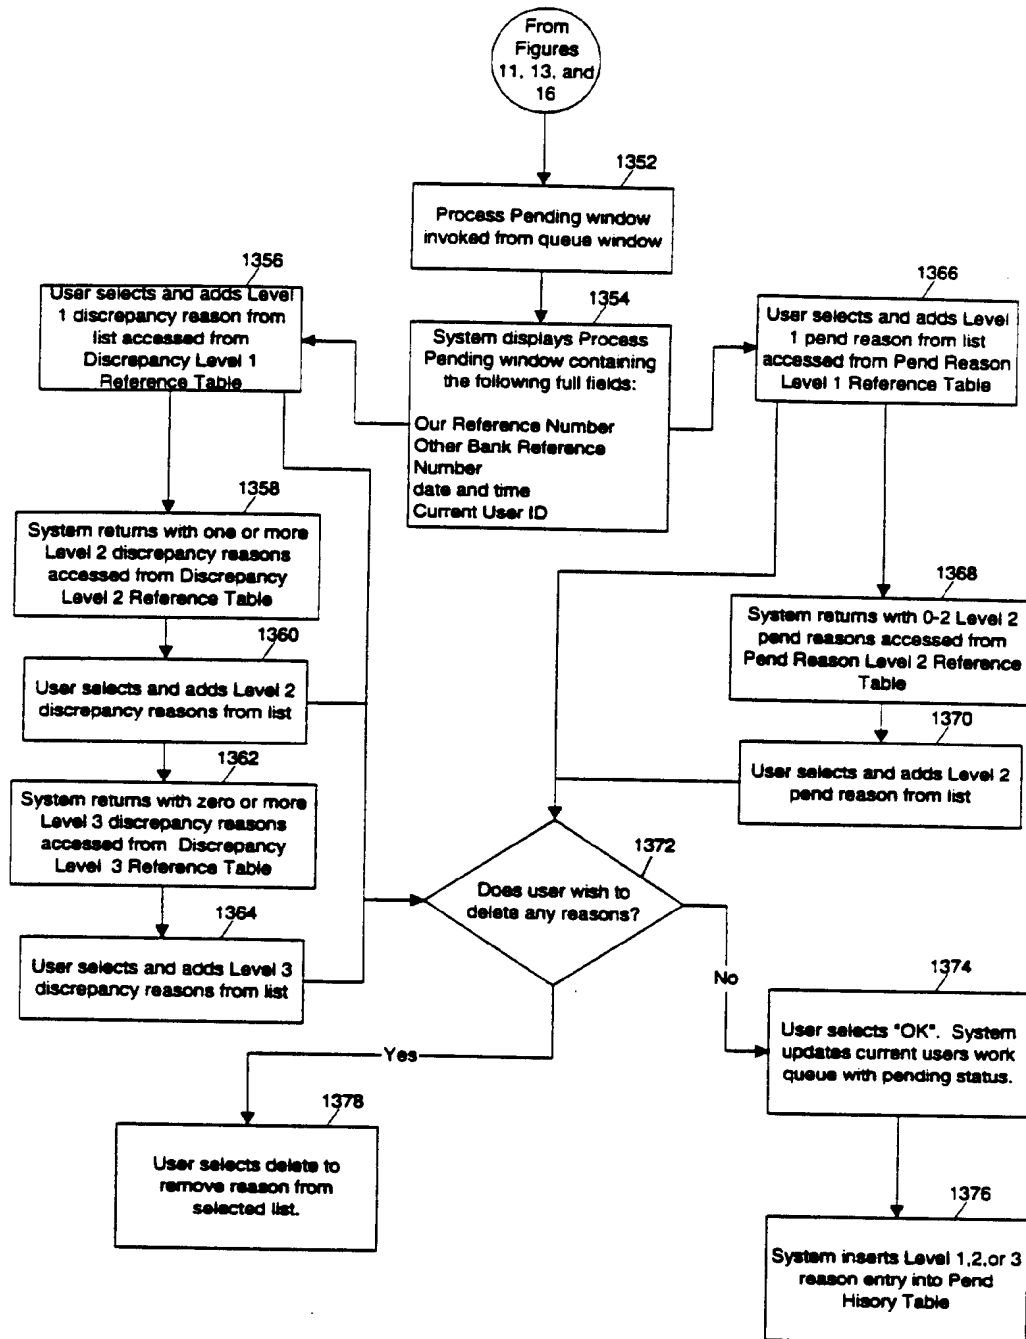 From
Figures
11, 13, and
16
1352
Process Pending window
invoked from queue window
1354
System displays Process
Pending window containing
the following full fields:
Our Reference Number
Other Bank Reference
Number
date and time
Current User ID
1356
User selects and adds Level
1 discrepancy reason from
list accessed from
Discrepancy Level 1
Reference Table
1366
User selects and adds Level
1 pend reason from list
accessed from Pend Reason
Level 1 Reference Table
1358
System returns with one or more
Level 2 discrepancy reasons
accessed from Discrepancy
Level 2 Reference Table
1360
User selects and adds Level 2
discrepancy reasons from list
1362
System returns with zero or more
Level 3 discrepancy reasons
accessed from Discrepancy
Level 3 Reference Table
1364
User selects and adds Level 3
discrepancy reasons from list
1368
System returns with 0-2 Level 2
pend reasons accessed from
Pend Reason Level 2 Reference
Table
1370
User selects and adds Level 2
pend reason from list
1372
Does user wish to
delete any reasons?
No
Yes
1374
User selects "OK". System
updates current users work
queue with pending status.
1378
User selects delete to
remove reason from
selected list.
1376
System inserts Level 1,2,or 3
reason entry into Pend
Hisory Table